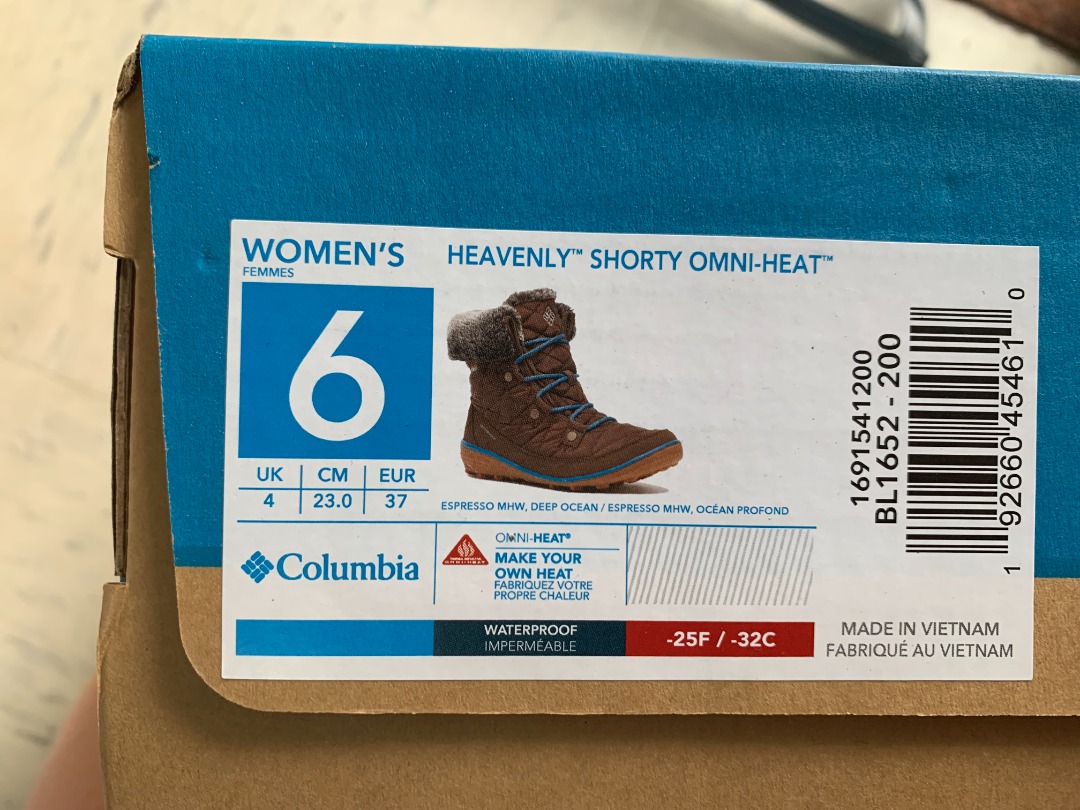 WOMEN'S
FEMMES
HEAVENLY™ SHORTY OMNI-HEAT™
6
UK CM EUR
4 23.0 37
ESPRESSO MHW, DEEP OCEAN / ESPRESSO MHW, OCÉAN PROFOND
Columbia
OMNI-HEAT®
MAKE YOUR
OWN HEAT
FABRIQUEZ VOTRE
PROPRE CHALEUR
WATERPROOF
IMPERMÉABLE
-25F / -32C
MADE IN VIETNAM
FABRIQUÉ AU VIETNAM
1691541200
BL1652 - 200
1 92660 45461 0